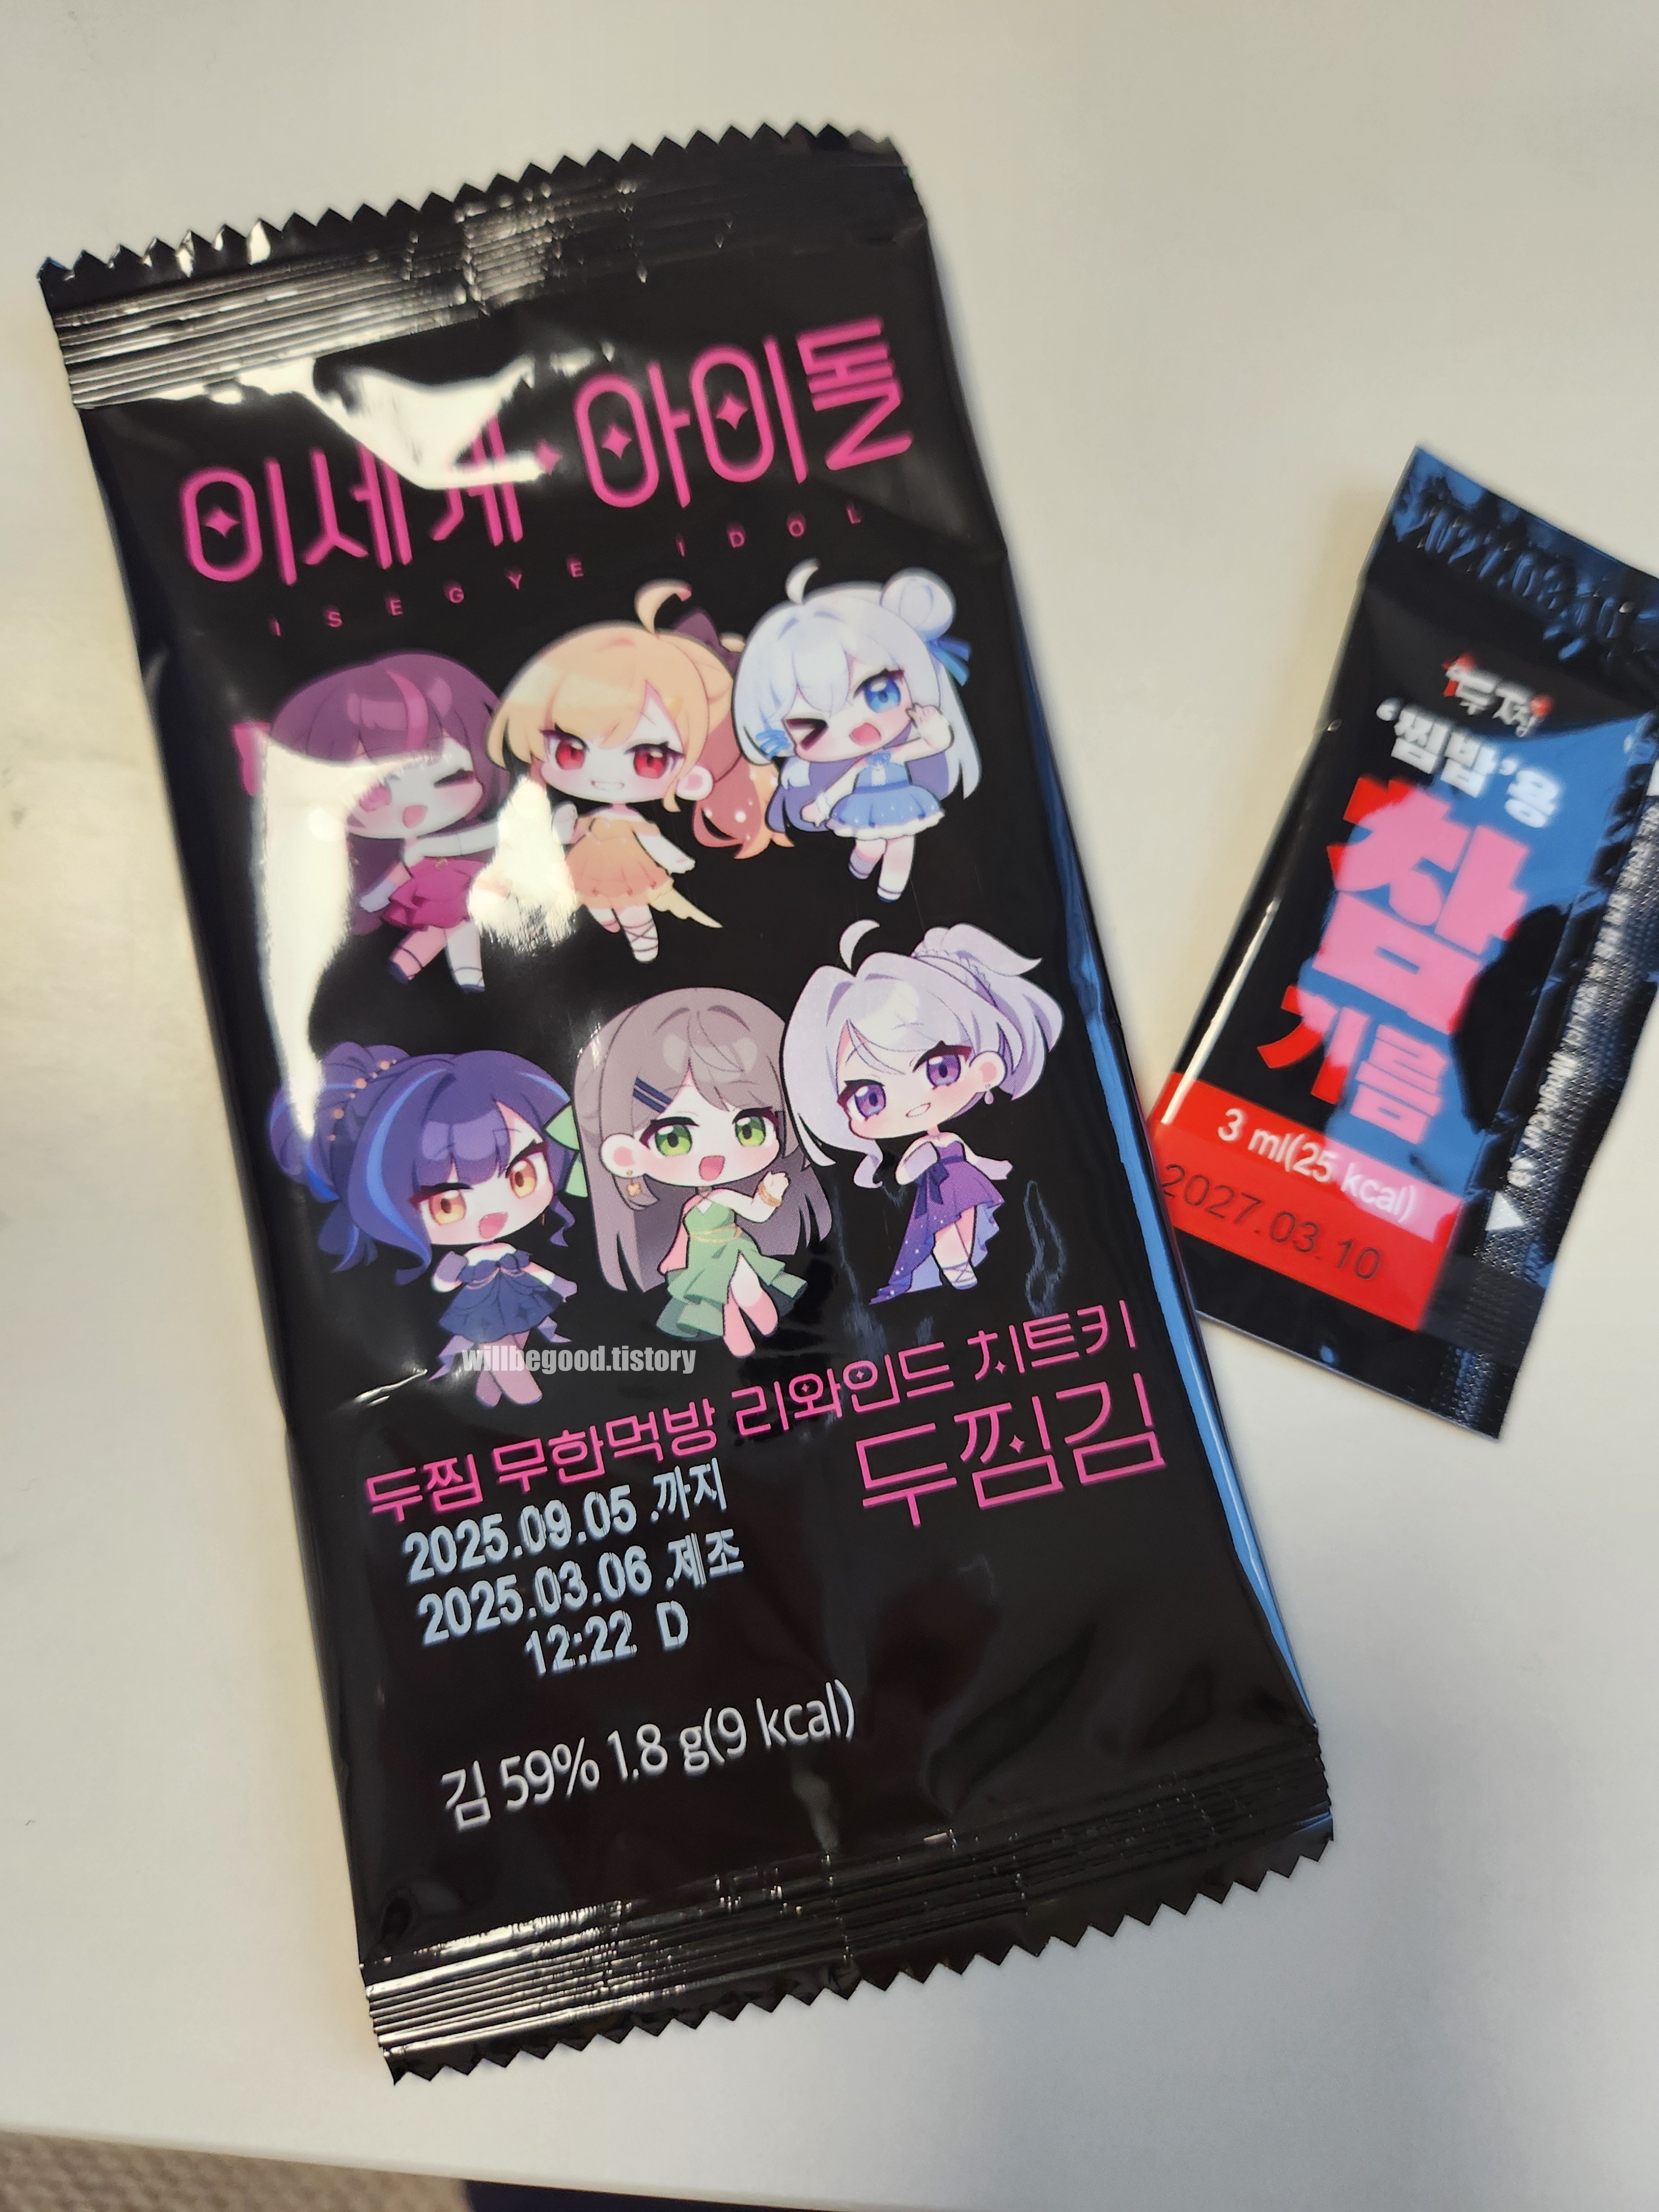 이세계 아이돌
ISEGYE IDOL
willbegood.tistory
두찜 무한먹방 리와인드 치트키
두찜김
2025.09.05 .까지
2025.03.06 .제조
12:22 D
김 59% 1.8 g(9 kcal)
두찜
'찜밥'용
참
기름
3 ml(25 kcal)
2027.03.10